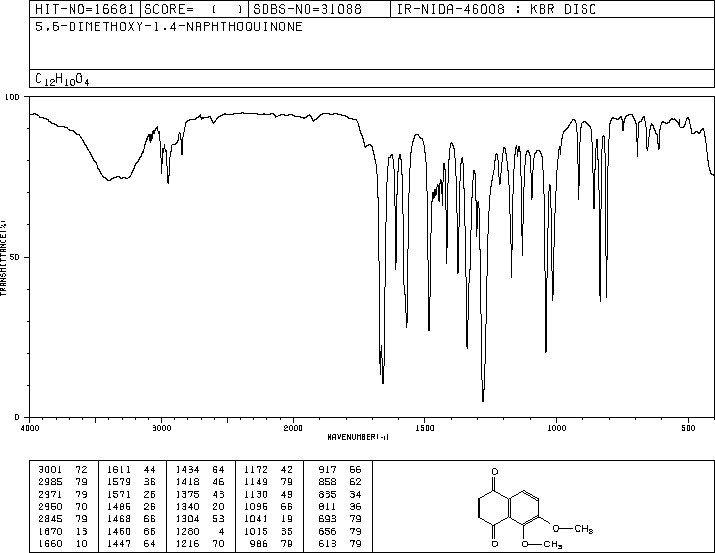 HIT-NO=16681 SCORE= ( ) SDBS-NO=31088 IR-NIDA-46008 : KBR DISC
5,6-DIMETHOXY-1,4-NAPHTHOQUINONE
C12H10O4
100
50
0
TRANSMITTANCE(%)
4000 3000 2000 1500 1000 500
WAVENUMBER(-1)
3001 72 1611 44 1434 64 1172 42 917 66
2985 79 1579 36 1418 46 1149 79 858 62
2971 79 1571 26 1375 43 1130 49 835 34
2950 70 1486 26 1340 20 1096 66 811 36
2845 79 1468 66 1304 53 1041 19 693 79
1670 13 1460 66 1280 4 1015 35 656 79
1660 10 1447 64 1216 70 986 79 613 79
O
O
O—CH3
O—CH3